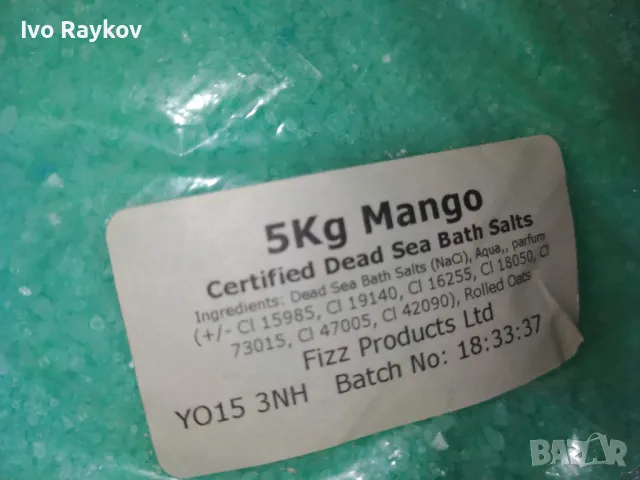 Ivo Raykov
5Kg Mango
Certified Dead Sea Bath Salts
Ingredients: Dead Sea Bath Salts (NaCl), Aqua,, parfum
(+/- CI 15985, CI 19140, CI 16255, CI 18050, CI
73015, CI 47005, CI 42090), Rolled Oats
Fizz Products Ltd
YO15 3NH Batch No: 18:33:37
BAZAR